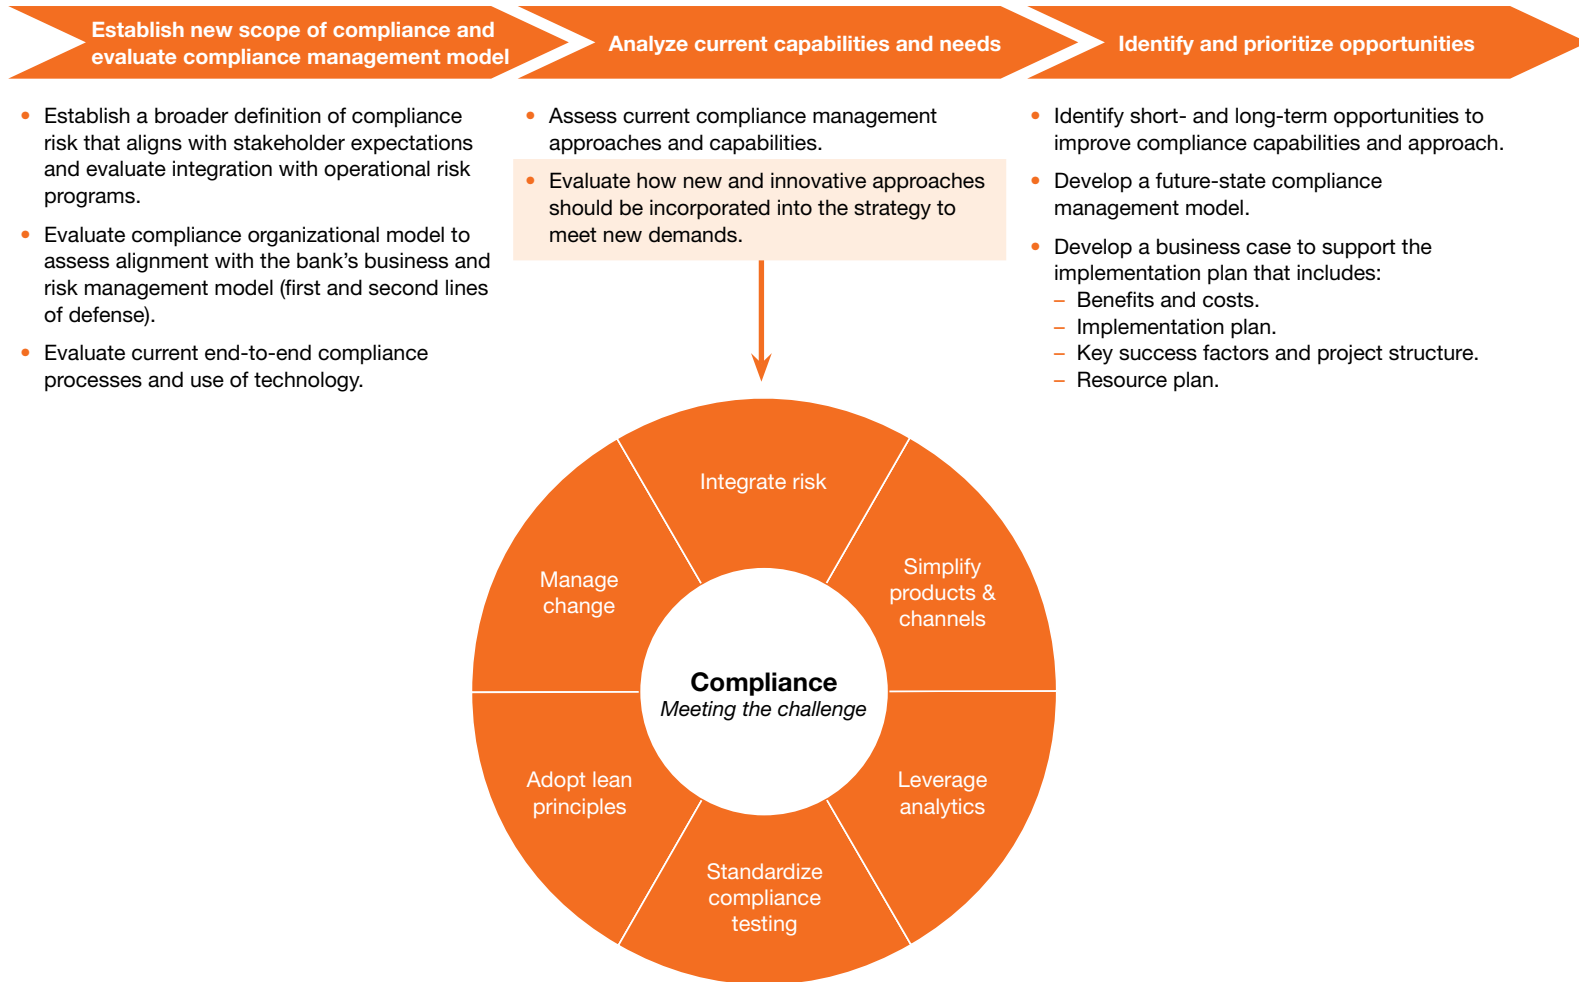 Establish new scope of compliance and
evaluate compliance management model
Analyze current capabilities and needs
Identify and prioritize opportunities
• Establish a broader definition of compliance
risk that aligns with stakeholder expectations
and evaluate integration with operational risk
programs.
• Evaluate compliance organizational model to
assess alignment with the bank’s business and
risk management model (first and second lines
of defense).
• Evaluate current end-to-end compliance
processes and use of technology.
• Assess current compliance management
approaches and capabilities.
• Evaluate how new and innovative approaches
should be incorporated into the strategy to
meet new demands.
• Identify short- and long-term opportunities to
improve compliance capabilities and approach.
• Develop a future-state compliance
management model.
• Develop a business case to support the
implementation plan that includes:
– Benefits and costs.
– Implementation plan.
– Key success factors and project structure.
– Resource plan.
Integrate risk
Simplify
products &
channels
Leverage
analytics
Standardize
compliance
testing
Adopt lean
principles
Manage
change
Compliance
Meeting the challenge